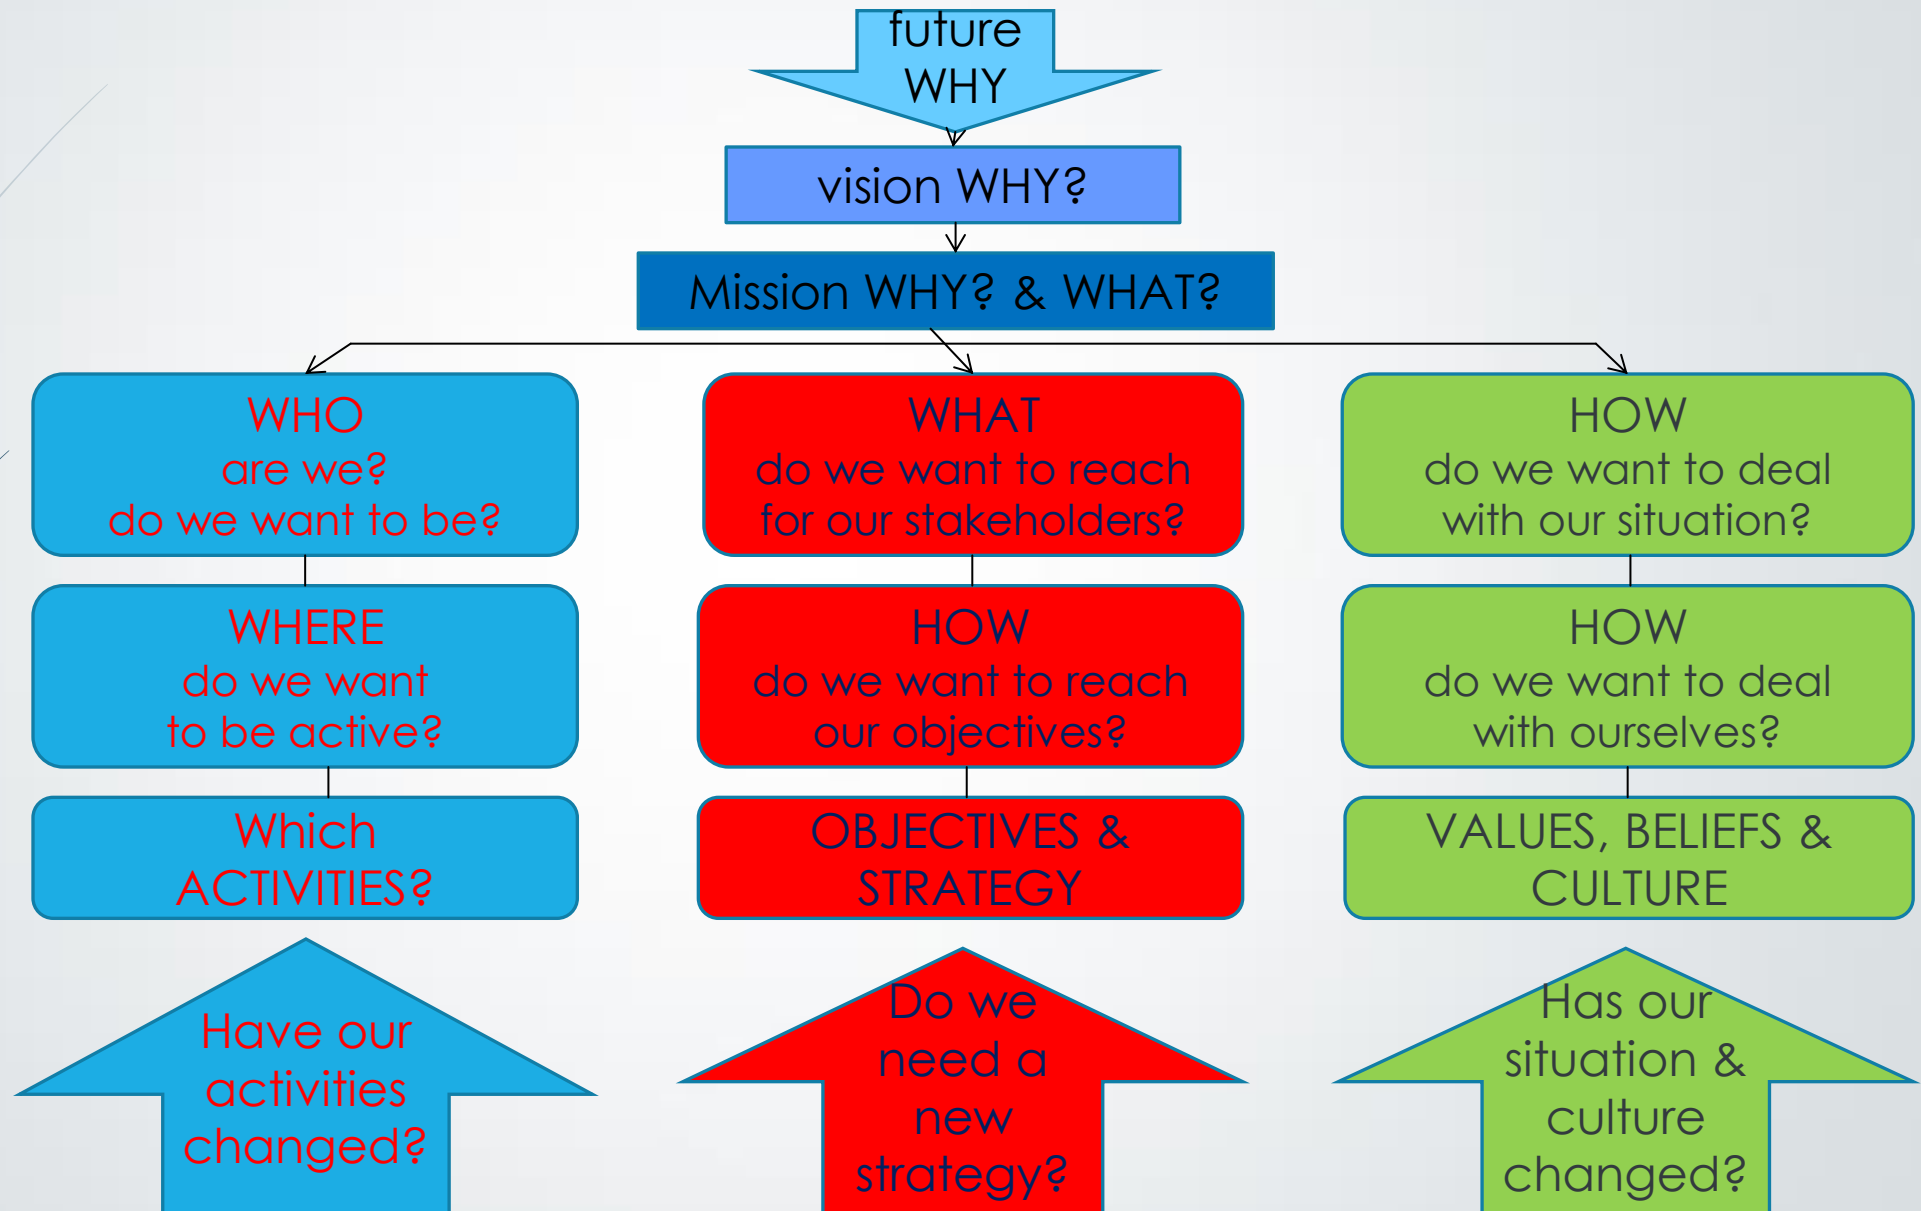 future
WHY
vision WHY?
Mission WHY? & WHAT?
WHO
are we?
do we want to be?
WHAT
do we want to reach
for our stakeholders?
HOW
do we want to deal
with our situation?
WHERE
do we want
to be active?
HOW
do we want to reach
our objectives?
HOW
do we want to deal
with ourselves?
Which
ACTIVITIES?
OBJECTIVES &
STRATEGY
VALUES, BELIEFS &
CULTURE
Have our
activities
changed?
Do we
need a
new
strategy?
Has our
situation &
culture
changed?